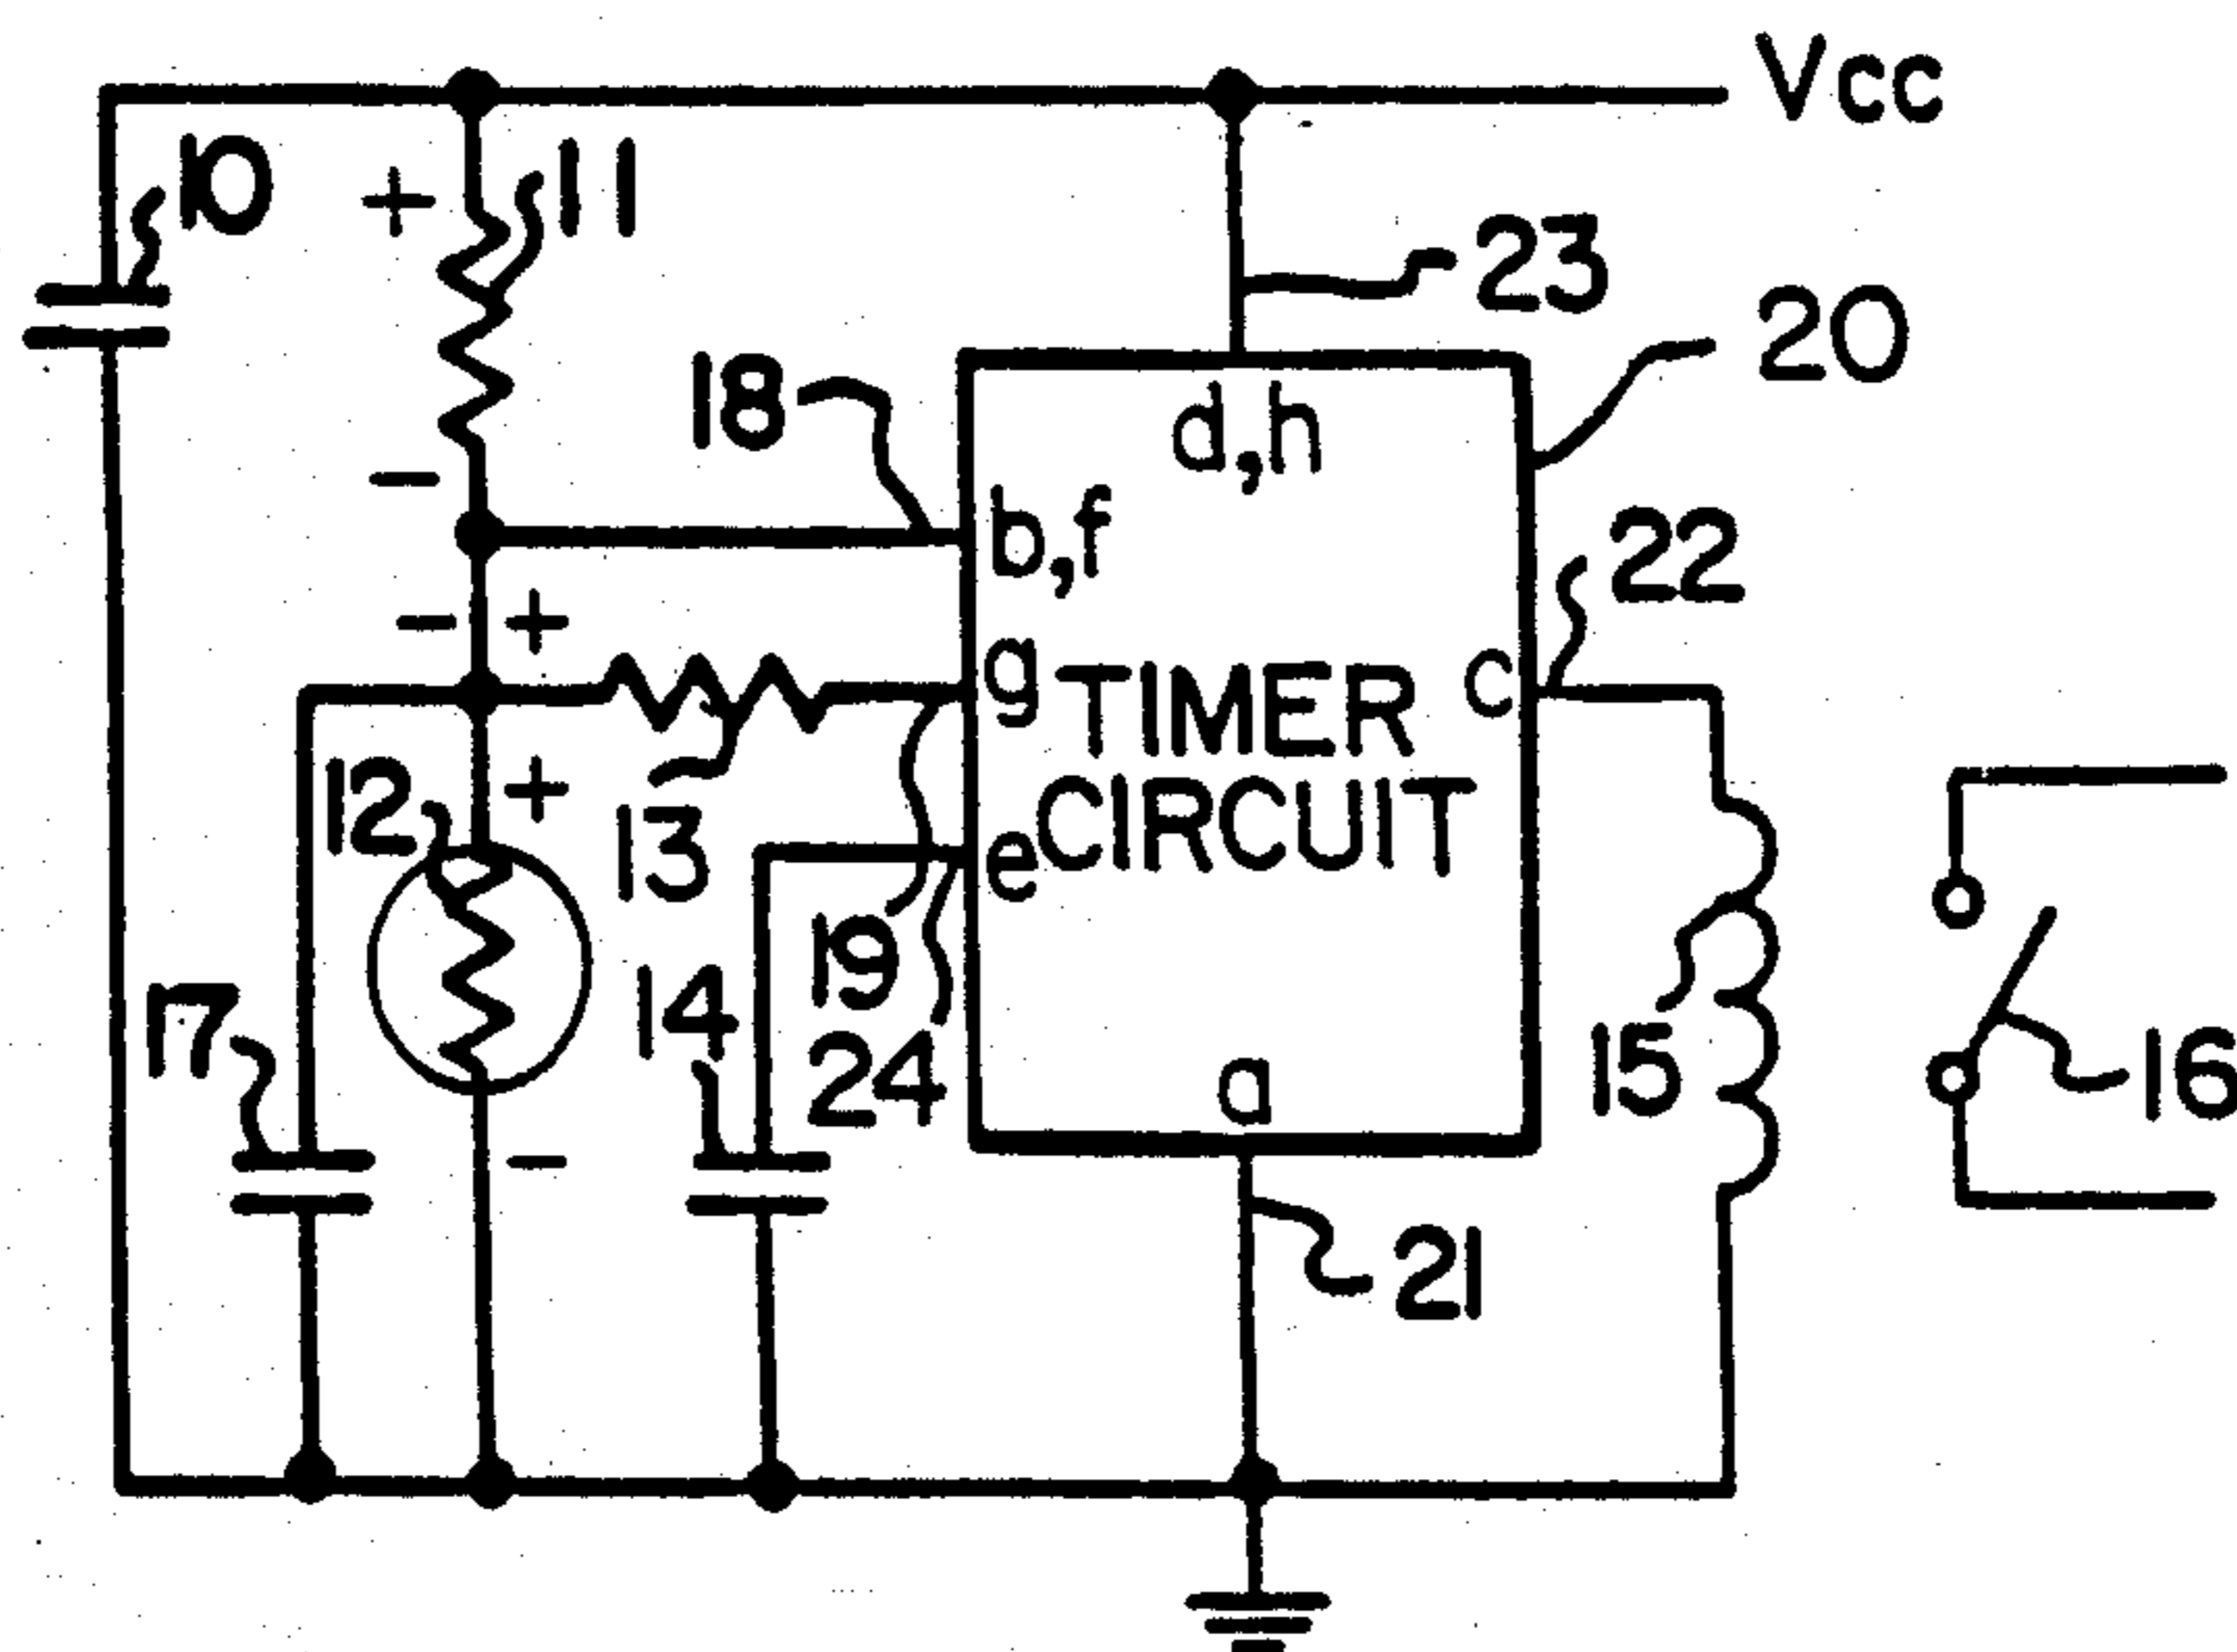 Vcc
10
+
11
23
20
18
d,h
−
b,f
22
− +
g
TIMER
c
12
+
13
CIRCUIT
e
19
17
14
24
15
16
a
−
21